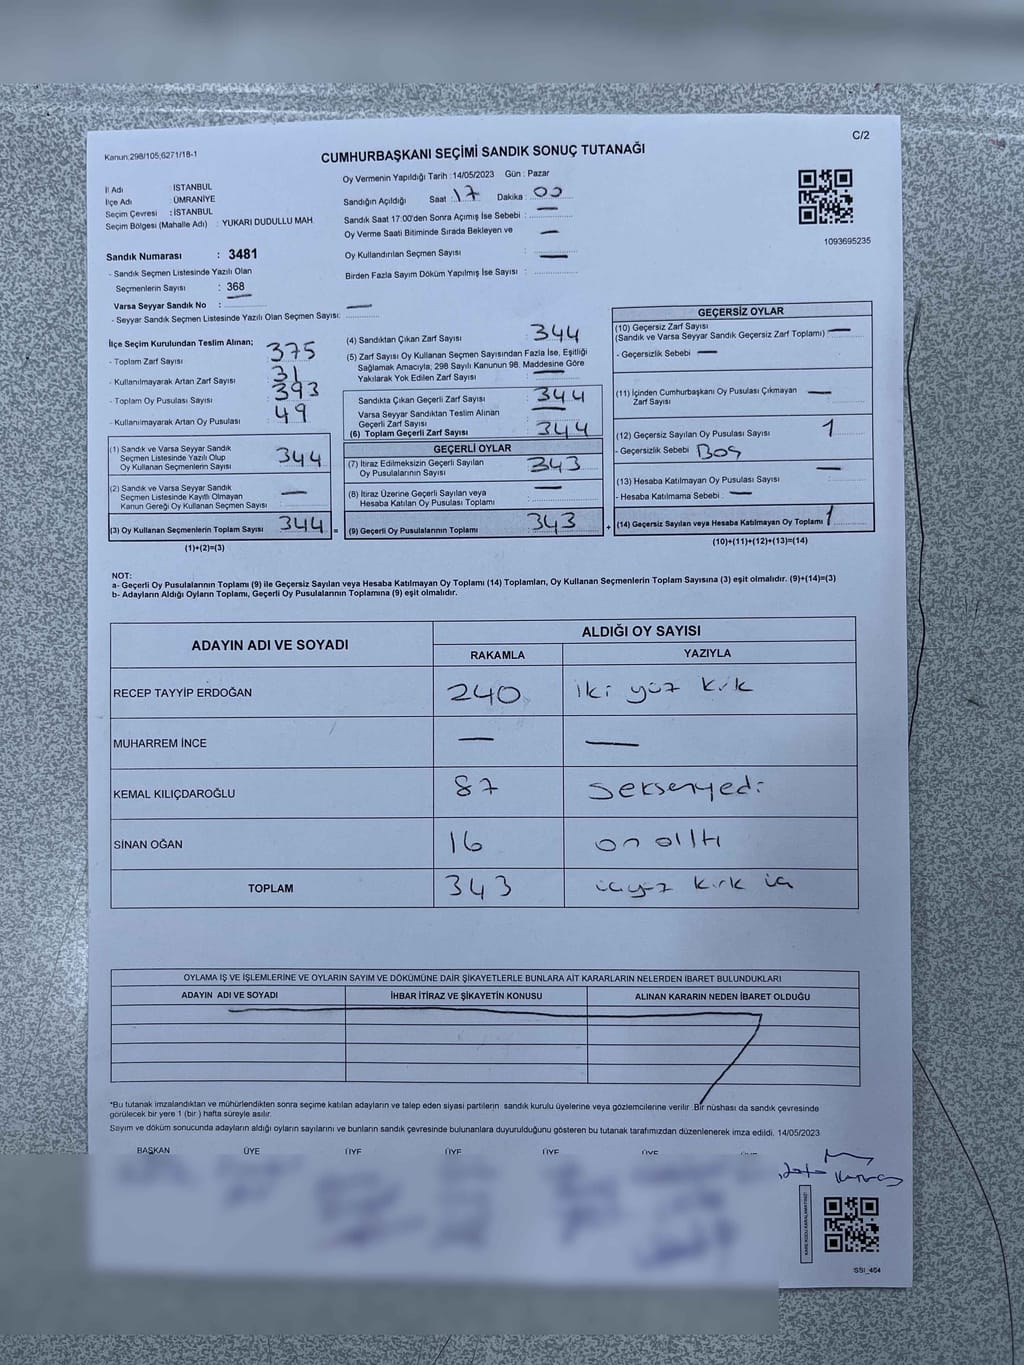 C/2
Kanun:298/105;6271/18-1
CUMHURBAŞKANI SEÇİMİ SANDIK SONUÇ TUTANAĞI
İl Adı : İSTANBUL
İlçe Adı : ÜMRANİYE
Seçim Çevresi : İSTANBUL
Seçim Bölgesi (Mahalle Adı) : YUKARI DUDULLU MAH.
Oy Vermenin Yapıldığı Tarih :14/05/2023 Gün : Pazar
Sandığın Açıldığı Saat : 17 Dakika : 00
Sandık Saat 17:00'den Sonra Açımış İse Sebebi : —
Oy Verme Saati Bitiminde Sırada Bekleyen ve —
Oy Kullandırılan Seçmen Sayısı : —
Birden Fazla Sayım Döküm Yapılmış İse Sayısı :
1093695235
Sandık Numarası : 3481
- Sandık Seçmen Listesinde Yazılı Olan
Seçmenlerin Sayısı : 368
Varsa Seyyar Sandık No : —
- Seyyar Sandık Seçmen Listesinde Yazılı Olan Seçmen Sayısı: —
İlçe Seçim Kurulundan Teslim Alınan;
- Toplam Zarf Sayısı 375
- Kullanılmayarak Artan Zarf Sayısı 31
- Toplam Oy Pusulası Sayısı 393
- Kullanılmayarak Artan Oy Pusulası 49
(1) Sandık ve Varsa Seyyar Sandık
Seçmen Listesinde Yazılı Olup
Oy Kullanan Seçmenlerin Sayısı 344
(2) Sandık ve Varsa Seyyar Sandık
Seçmen Listesinde Kayıtlı Olmayan
Kanun Gereği Oy Kullanan Seçmen Sayısı —
(3) Oy Kullanan Seçmenlerin Toplam Sayısı 344 =
(1)+(2)=(3)
(4) Sandıktan Çıkan Zarf Sayısı 344
(5) Zarf Sayısı Oy Kullanan Seçmen Sayısından Fazla İse, Eşitliği
Sağlamak Amacıyla; 298 Sayılı Kanunun 98. Maddesine Göre
Yakılarak Yok Edilen Zarf Sayısı —
Sandıkta Çıkan Geçerli Zarf Sayısı 344
Varsa Seyyar Sandıktan Teslim Alınan
Geçerli Zarf Sayısı —
(6) Toplam Geçerli Zarf Sayısı 344
GEÇERLİ OYLAR
(7) İtiraz Edilmeksizin Geçerli Sayılan
Oy Pusulalarının Sayısı 343
(8) İtiraz Üzerine Geçerli Sayılan veya
Hesaba Katılan Oy Pusulası Toplamı —
(9) Geçerli Oy Pusulalarının Toplamı 343 +
GEÇERSİZ OYLAR
(10) Geçersiz Zarf Sayısı
(Sandık ve Varsa Seyyar Sandık Geçersiz Zarf Toplamı) —
- Geçersizlik Sebebi —
(11) İçinden Cumhurbaşkanı Oy Pusulası Çıkmayan
Zarf Sayısı —
(12) Geçersiz Sayılan Oy Pusulası Sayısı 1
- Geçersizlik Sebebi Boş
(13) Hesaba Katılmayan Oy Pusulası Sayısı —
- Hesaba Katılmama Sebebi : —
(14) Geçersiz Sayılan veya Hesaba Katılmayan Oy Toplamı 1
(10)+(11)+(12)+(13)=(14)
NOT:
a- Geçerli Oy Pusulalarının Toplamı (9) ile Geçersiz Sayılan veya Hesaba Katılmayan Oy Toplamı (14) Toplamları, Oy Kullanan Seçmenlerin Toplam Sayısına (3) eşit olmalıdır. (9)+(14)=(3)
b- Adayların Aldığı Oyların Toplamı, Geçerli Oy Pusulalarının Toplamına (9) eşit olmalıdır.
ADAYIN ADI VE SOYADI
ALDIĞI OY SAYISI
RAKAMLA YAZIYLA
RECEP TAYYİP ERDOĞAN 240 iki yüz kırk
MUHARREM İNCE — —
KEMAL KILIÇDAROĞLU 87 Seksenyedi
SİNAN OĞAN 16 on altı
TOPLAM 343 üçyüz kırk üç
OYLAMA İŞ VE İŞLEMLERİNE VE OYLARIN SAYIM VE DÖKÜMÜNE DAİR ŞİKAYETLERLE BUNLARA AİT KARARLARIN NELERDEN İBARET BULUNDUKLARI
ADAYIN ADI VE SOYADI İHBAR İTİRAZ VE ŞİKAYETİN KONUSU ALINAN KARARIN NEDEN İBARET OLDUĞU
*Bu tutanak imzalandıktan ve mühürlendikten sonra seçime katılan adayların ve talep eden siyasi partilerin sandık kurulu üyelerine veya gözlemcilerine verilir .Bir nüshası da sandık çevresinde
görülecek bir yere 1 (bir ) hafta süreyle asılır.
Sayım ve döküm sonucunda adayların aldığı oyların sayılarını ve bunların sandık çevresinde bulunanlara duyurulduğunu gösteren bu tutanak tarafımızdan düzenlenerek imza edildi. 14/05/2023
BAŞKAN ÜYE ÜYE ÜYE ÜYE ÜYE ÜYE
KARE KODU KARALAMAYINIZ!
SSI_464